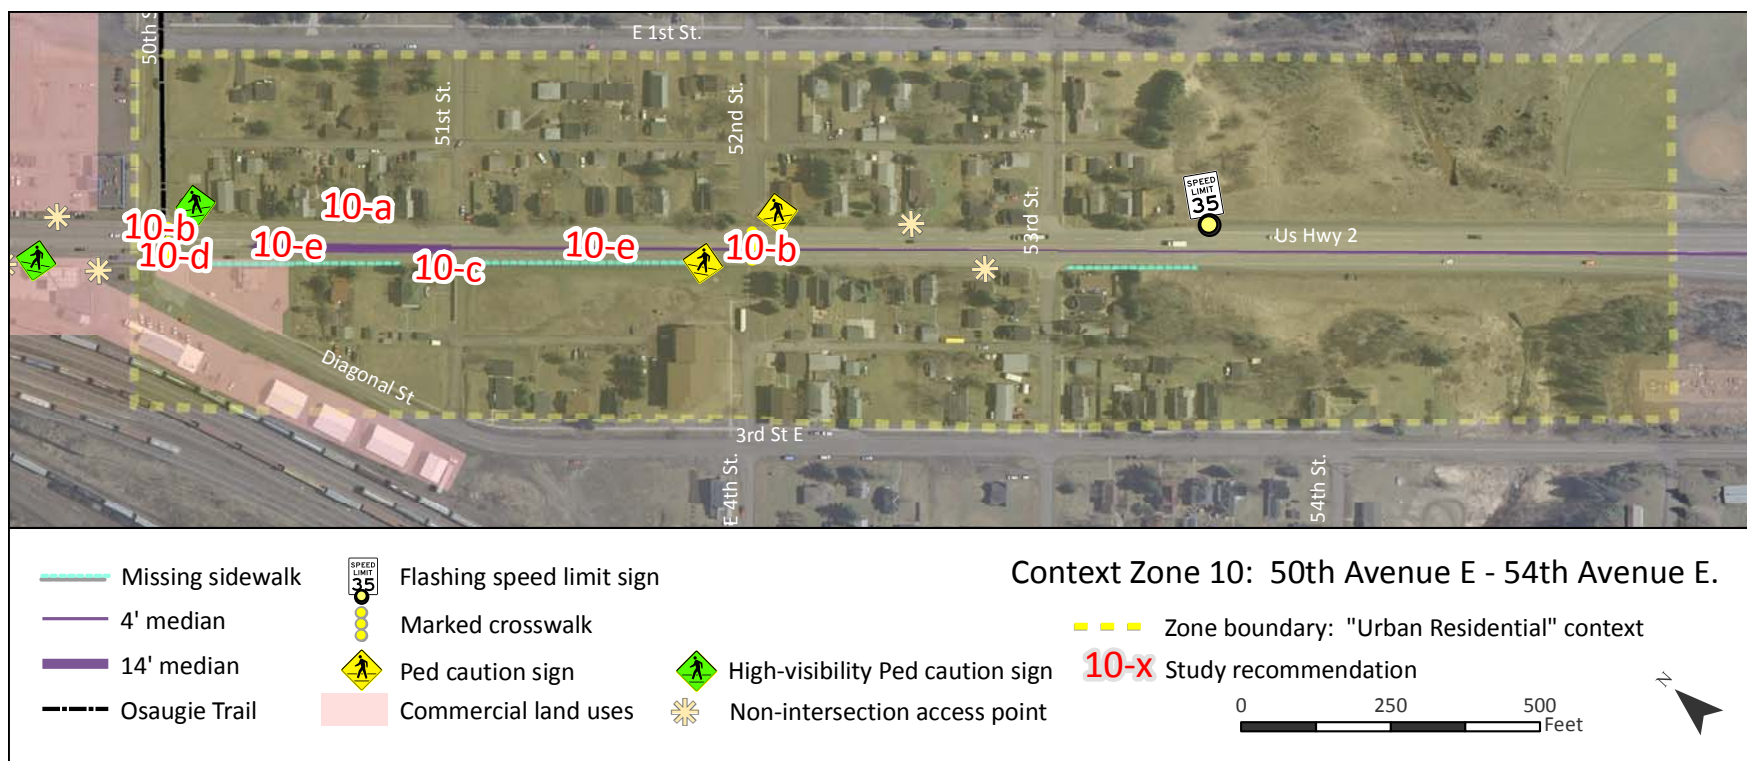 E 1st St.
50th S
51st St.
52nd St.
53rd St.
SPEED
LIMIT
35
10-a
10-b
10-d
10-e
10-c
10-e
10-b
Us Hwy 2
Diagonal St
3rd St E
E 4th St.
54th St.
Missing sidewalk
4' median
14' median
Osaugie Trail
SPEED
LIMIT
35
Flashing speed limit sign
Marked crosswalk
Ped caution sign
Commercial land uses
High-visibility Ped caution sign
Non-intersection access point
Context Zone 10: 50th Avenue E - 54th Avenue E.
Zone boundary: "Urban Residential" context
10-x Study recommendation
0 250 500
Feet
N